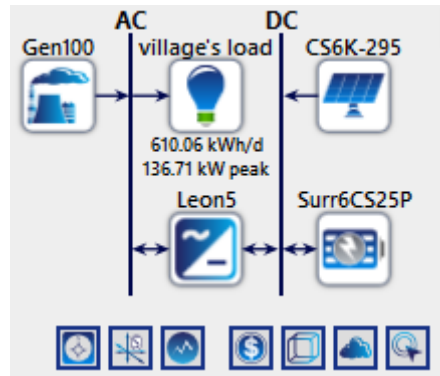 AC DC
Gen100 village's load CS6K-295
610.06 kWh/d
136.71 kW peak
Leon5 Surr6CS25P